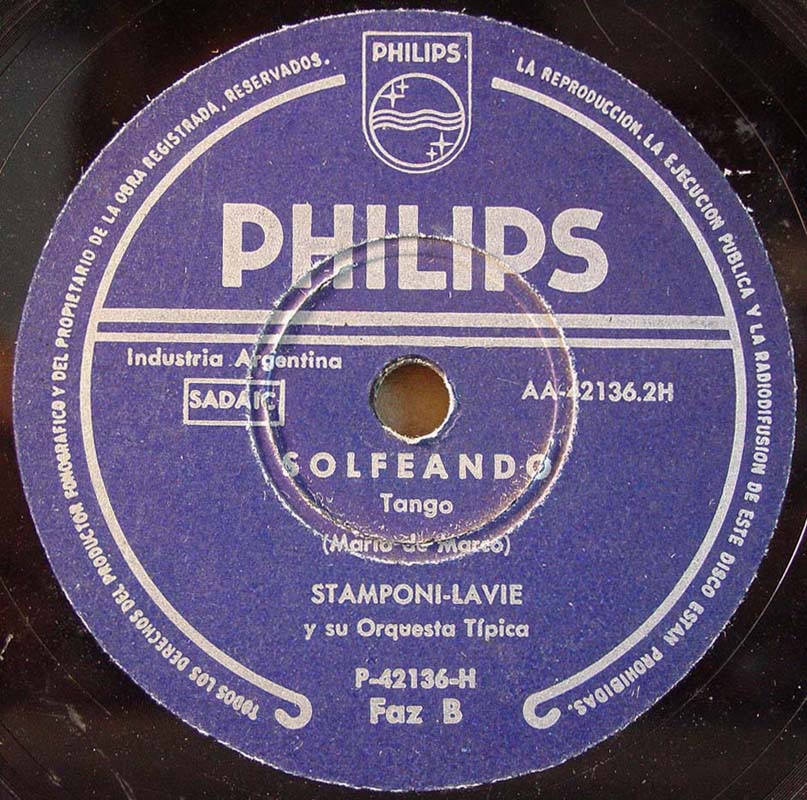 PHILIPS
TODOS LOS DERECHOS DEL PRODUCTOR FONOGRAFICO Y DEL PROPIETARIO DE LA OBRA REGISTRADA, RESERVADOS.
LA REPRODUCCION. LA EJECUCION PUBLICA Y LA RADIODIFUSION DE ESTE DISCO ESTAN PROHIBIDAS.
PHILIPS
Industria Argentina
SADAIC
AA-42136.2H
SOLFEANDO
Tango
(Mario de Marco)
STAMPONI-LAVIE
y su Orquesta Típica
P-42136-H
Faz B